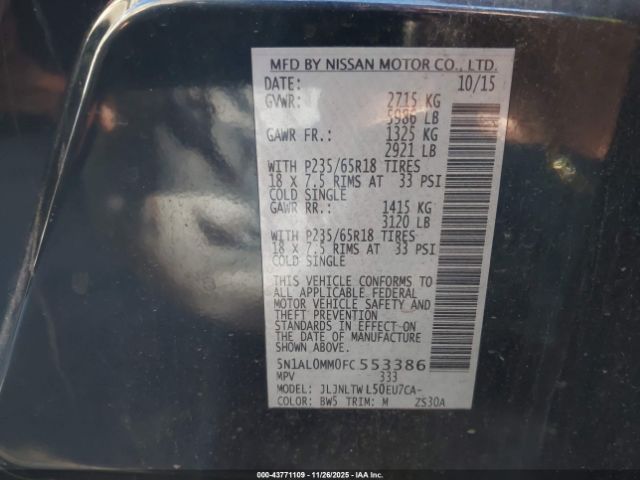 MFD BY NISSAN MOTOR CO., LTD.
DATE: 10/15
GVWR: 2715 KG
5986 LB
GAWR FR.: 1325 KG
2921 LB
WITH P235/65R18 TIRES
18 X 7.5 RIMS AT 33 PSI
COLD SINGLE
GAWR RR.: 1415 KG
3120 LB
WITH P235/65R18 TIRES
18 X 7.5 RIMS AT 33 PSI
COLD SINGLE
THIS VEHICLE CONFORMS TO
ALL APPLICABLE FEDERAL
MOTOR VEHICLE SAFETY AND
THEFT PREVENTION
STANDARDS IN EFFECT ON
THE DATE OF MANUFACTURE
SHOWN ABOVE.
5N1AL0MM0FC553386
MPV 333
MODEL: JLJNLTWL50EU7CA-
COLOR: BW5 TRIM: M ZS30A
000-43771109 • 11/26/2025 • IAA Inc.